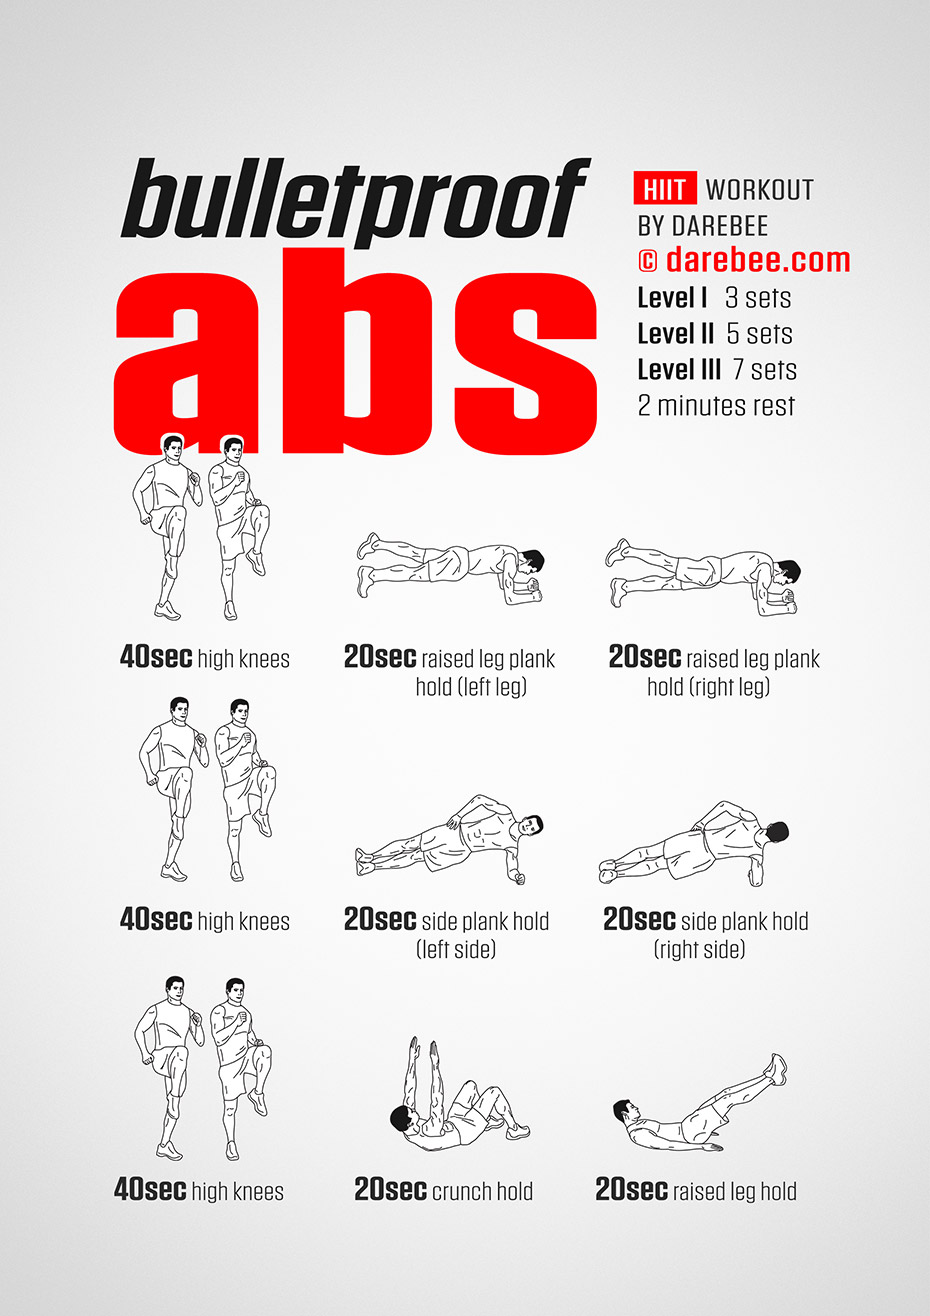 bulletproof
abs
HIIT WORKOUT
BY DAREBEE
© darebee.com
Level I 3 sets
Level II 5 sets
Level III 7 sets
2 minutes rest
40sec high knees
20sec raised leg plank
hold (left leg)
20sec raised leg plank
hold (right leg)
40sec high knees
20sec side plank hold
(left side)
20sec side plank hold
(right side)
40sec high knees
20sec crunch hold
20sec raised leg hold